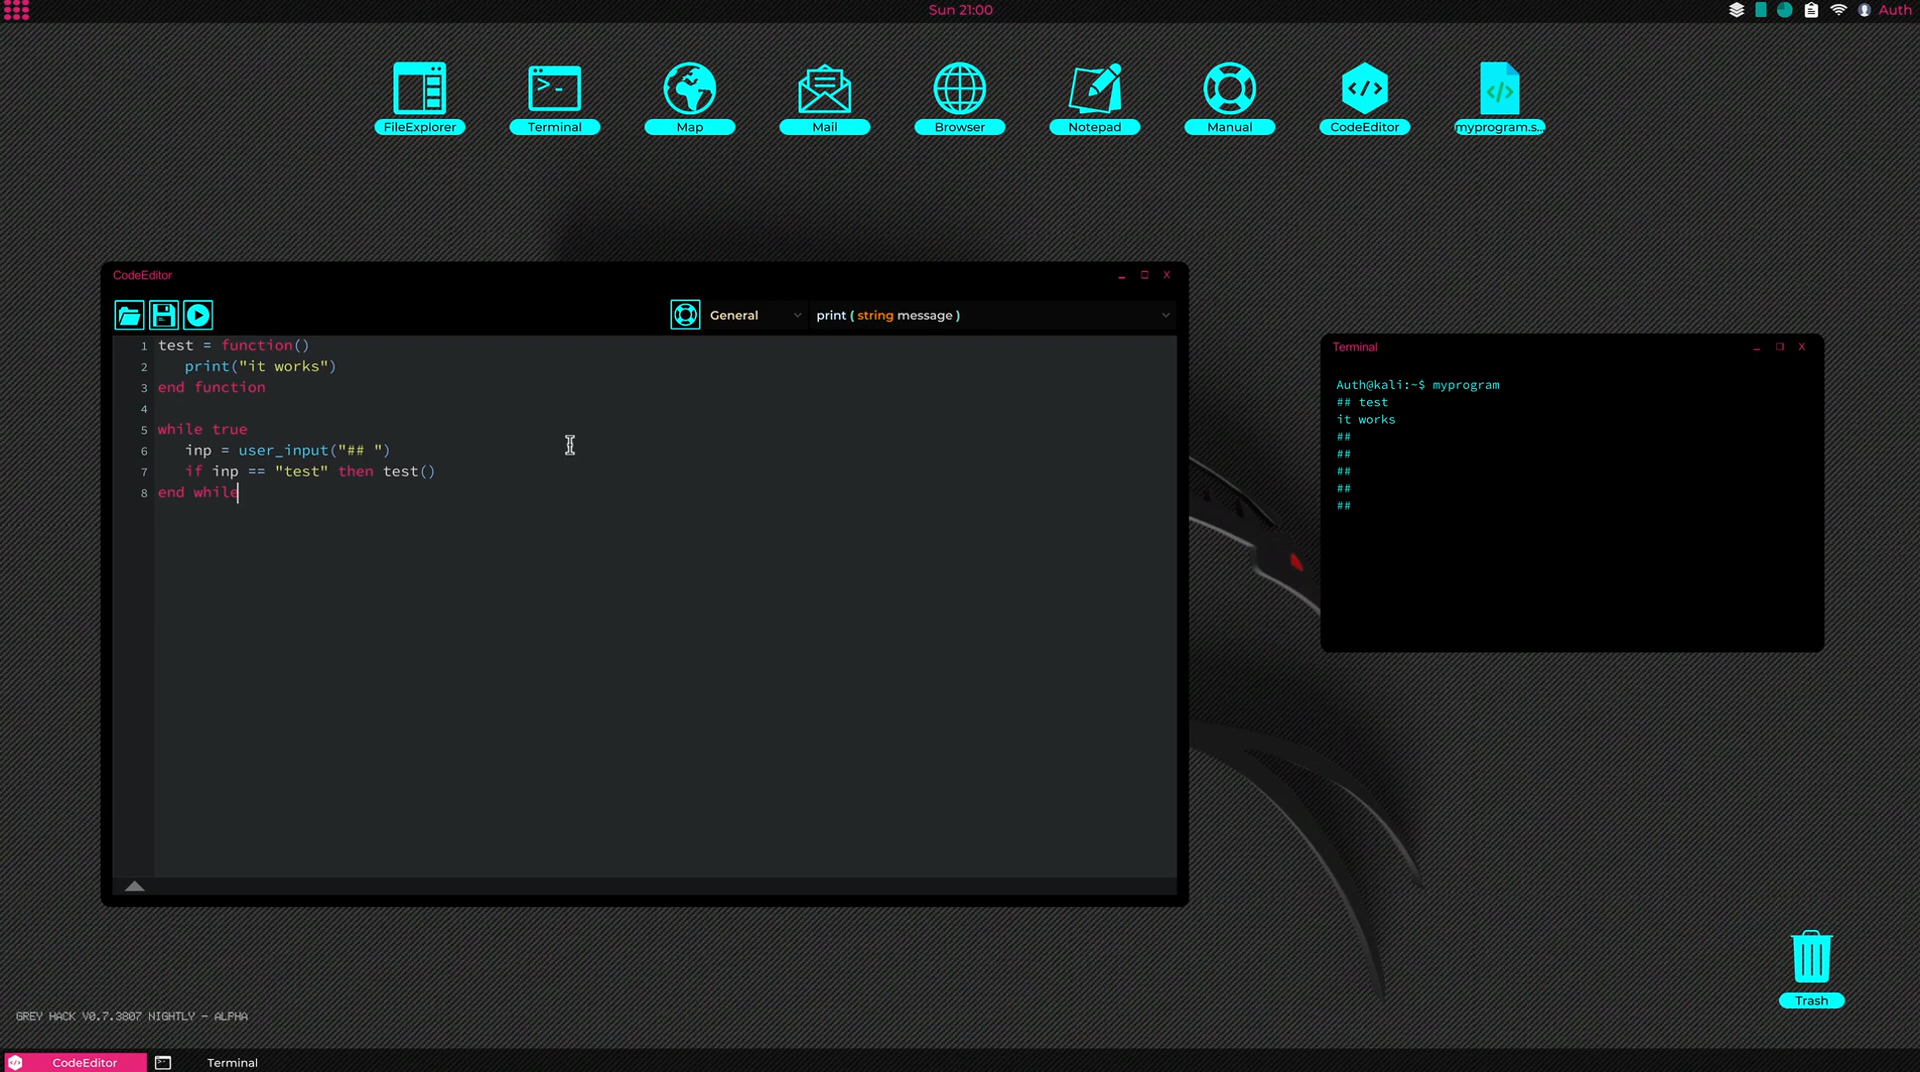 Sun 21:00
Auth
FileExplorer
Terminal
Map
Mail
Browser
Notepad
Manual
CodeEditor
myprogram.s...
CodeEditor
General
print ( string message )
1 test = function()
2 print("it works")
3 end function
4
5 while true
6 inp = user_input("## ")
7 if inp == "test" then test()
8 end while
Terminal
Auth@kali:~$ myprogram
## test
it works
##
##
##
##
##
Trash
GREY HACK V0.7.3807 NIGHTLY - ALPHA
CodeEditor
Terminal